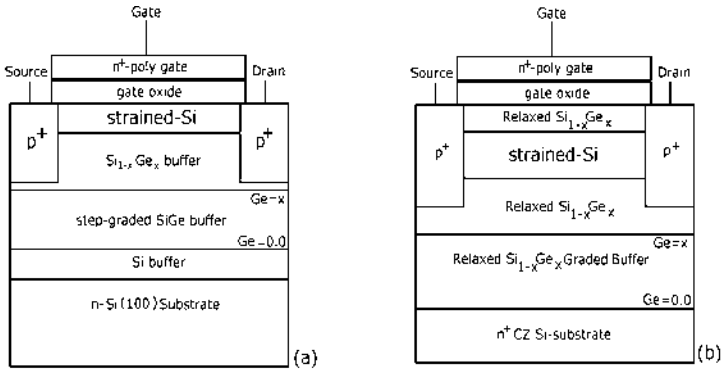 Gate
Source
n+-poly gate
Drain
gate oxide
strained-Si
p+
p+
Si1-xGex buffer
Ge=x
step-graded SiGe buffer
Ge=0.0
Si buffer
n-Si(100)Substrate
(a)
Gate
Source
n+-poly gate
Drain
gate oxide
Relaxed Si1-xGex
p+
strained-Si
p+
Relaxed Si1-xGex
Ge=x
Relaxed Si1-xGex Graded Buffer
Ge=0.0
n+ CZ Si-substrate
(b)